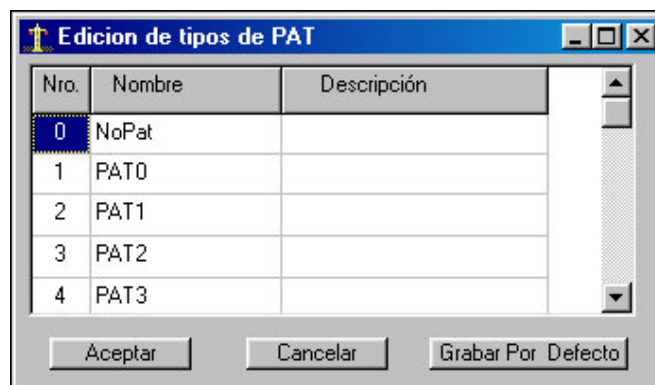 Edicion de tipos de PAT
Nro. Nombre Descripción
0 NoPat
1 PAT0
2 PAT1
3 PAT2
4 PAT3
Aceptar Cancelar Grabar Por Defecto